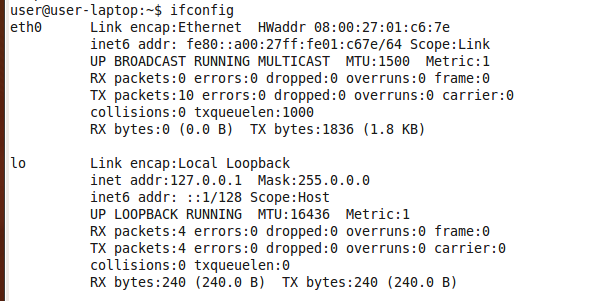 user@user-laptop:~$ ifconfig
eth0      Link encap:Ethernet  HWaddr 08:00:27:01:c6:7e
          inet6 addr: fe80::a00:27ff:fe01:c67e/64 Scope:Link
          UP BROADCAST RUNNING MULTICAST  MTU:1500  Metric:1
          RX packets:0 errors:0 dropped:0 overruns:0 frame:0
          TX packets:10 errors:0 dropped:0 overruns:0 carrier:0
          collisions:0 txqueuelen:1000
          RX bytes:0 (0.0 B)  TX bytes:1836 (1.8 KB)
lo        Link encap:Local Loopback
          inet addr:127.0.0.1  Mask:255.0.0.0
          inet6 addr: ::1/128 Scope:Host
          UP LOOPBACK RUNNING  MTU:16436  Metric:1
          RX packets:4 errors:0 dropped:0 overruns:0 frame:0
          TX packets:4 errors:0 dropped:0 overruns:0 carrier:0
          collisions:0 txqueuelen:0
          RX bytes:240 (240.0 B)  TX bytes:240 (240.0 B)